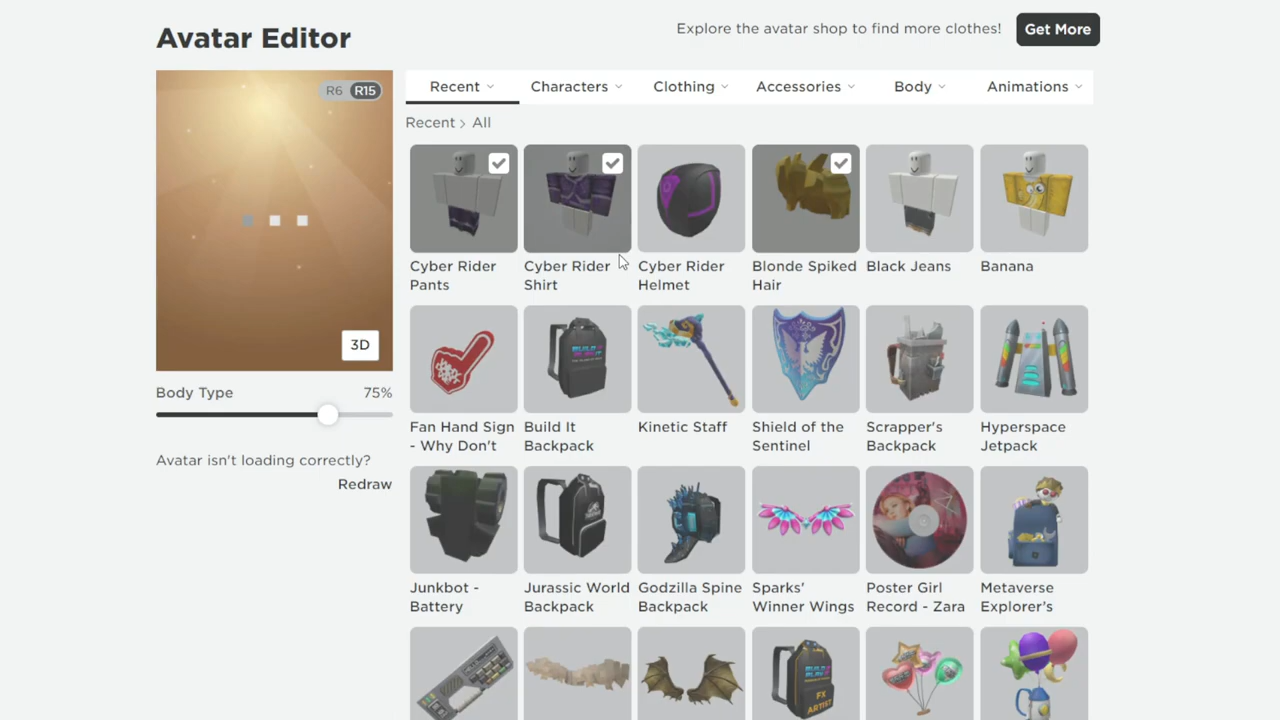 Avatar Editor
Explore the avatar shop to find more clothes!
Get More
R6 R15
3D
Body Type 75%
Avatar isn't loading correctly?
Redraw
Recent Characters Clothing Accessories Body Animations
Recent > All
Cyber Rider
Pants
Cyber Rider
Shirt
Cyber Rider
Helmet
Blonde Spiked
Hair
Black Jeans
Banana
Fan Hand Sign
- Why Don't
Build It
Backpack
Kinetic Staff
Shield of the
Sentinel
Scrapper's
Backpack
Hyperspace
Jetpack
Junkbot -
Battery
Jurassic World
Backpack
Godzilla Spine
Backpack
Sparks'
Winner Wings
Poster Girl
Record - Zara
Metaverse
Explorer's
FX
ARTIST